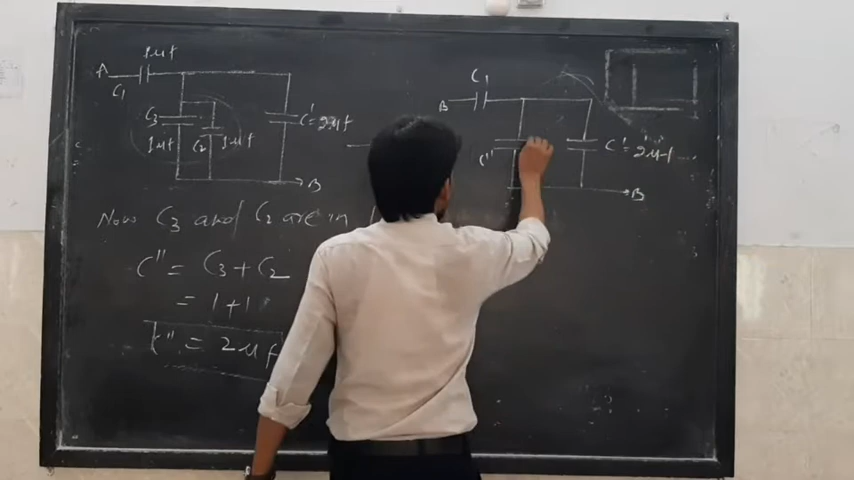 1μf
A
C1
C3
1μf
C2
1μf
C' =
B
Now C3 and C2 are in
C'' = C3 + C2
= 1 + 1
C'' = 2μf
C1
B
C''
C' = 2μf
B